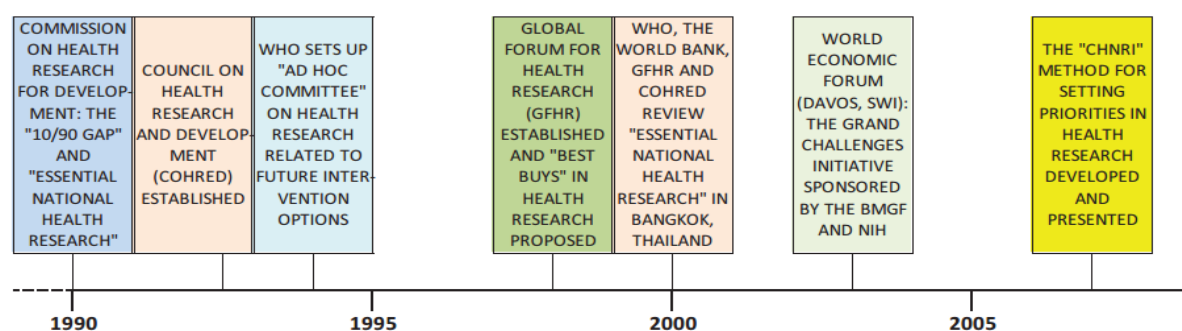 COMMISSION
ON HEALTH
RESEARCH
FOR DEVELOP-
MENT: THE
"10/90 GAP"
AND
"ESSENTIAL
NATIONAL
HEALTH
RESEARCH"
COUNCIL ON
HEALTH
RESEARCH
AND DEVELOP-
MENT
(COHRED)
ESTABLISHED
WHO SETS UP
"AD HOC
COMMITTEE"
ON HEALTH
RESEARCH
RELATED TO
FUTURE INTER-
VENTION
OPTIONS
GLOBAL
FORUM FOR
HEALTH
RESEARCH
(GFHR)
ESTABLISHED
AND "BEST
BUYS" IN
HEALTH
RESEARCH
PROPOSED
WHO, THE
WORLD BANK,
GFHR AND
COHRED
REVIEW
"ESSENTIAL
NATIONAL
HEALTH
RESEARCH" IN
BANGKOK,
THAILAND
WORLD
ECONOMIC
FORUM
(DAVOS, SWI):
THE GRAND
CHALLENGES
INITIATIVE
SPONSORED
BY THE BMGF
AND NIH
THE "CHNRI"
METHOD FOR
SETTING
PRIORITIES IN
HEALTH
RESEARCH
DEVELOPED
AND
PRESENTED
1990
1995
2000
2005